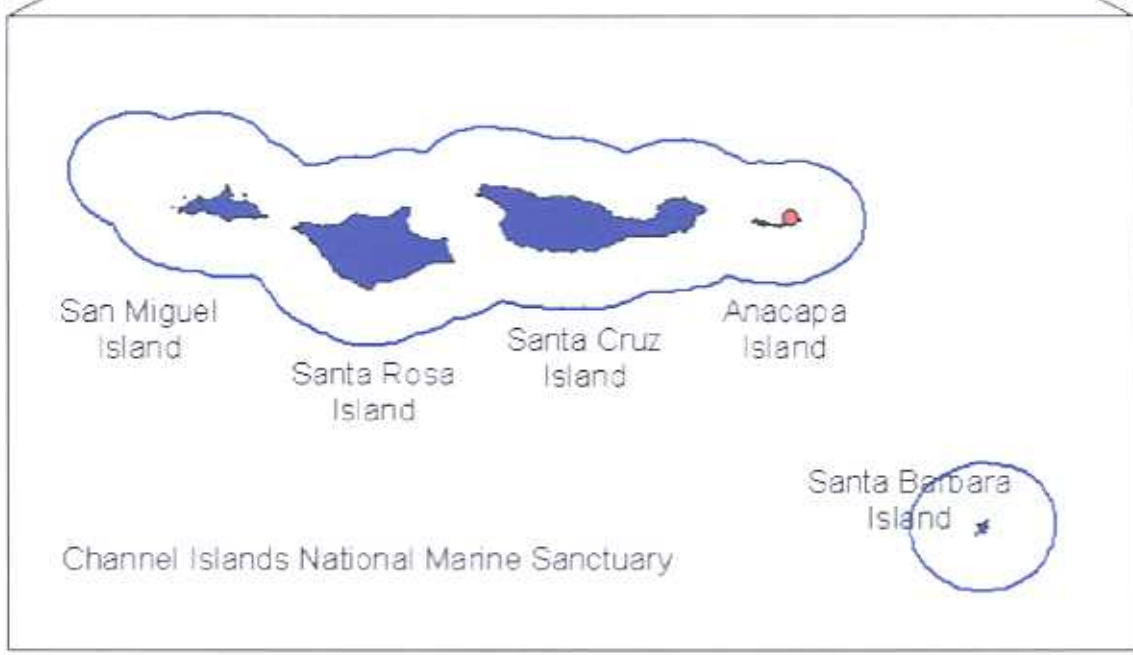 San Miguel
Island
Santa Rosa
Island
Santa Cruz
Island
Anacapa
Island
Santa Barbara
Island
Channel Islands National Marine Sanctuary